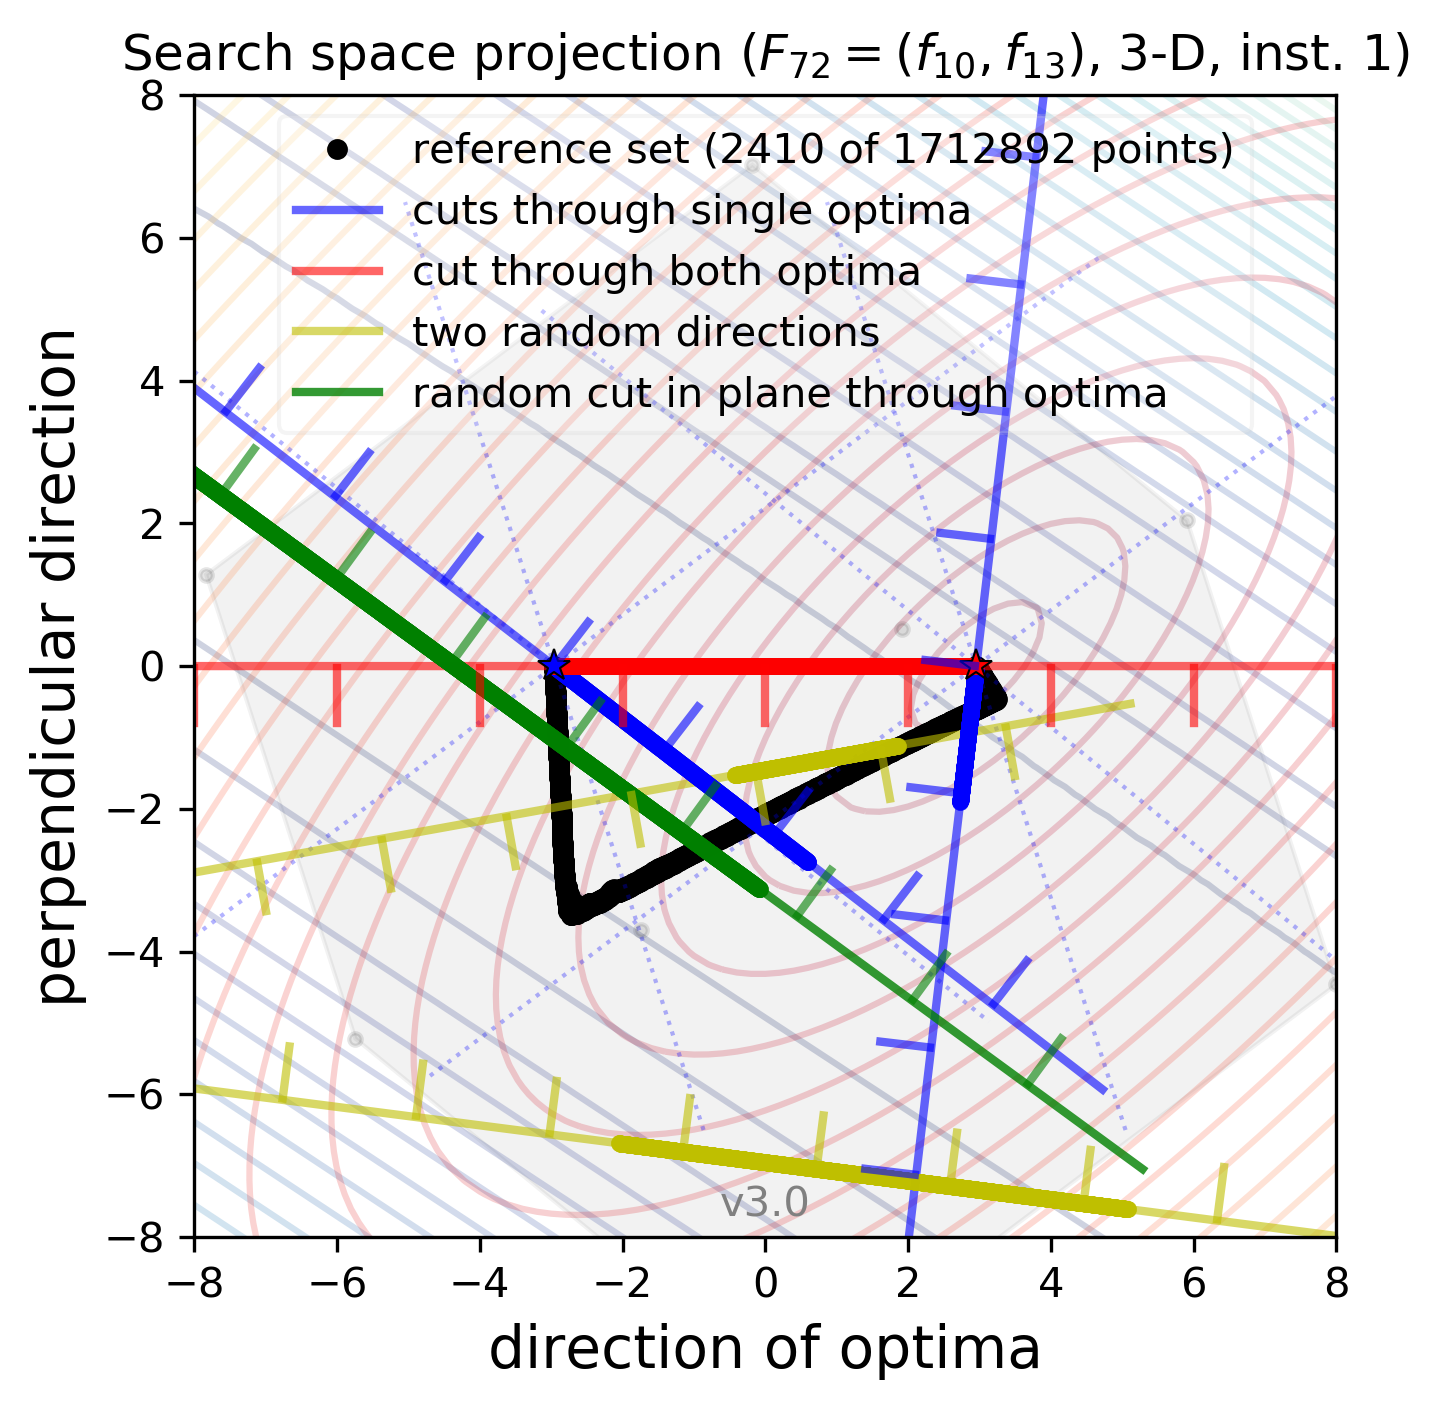 Search space projection (F72 = (f10, f13), 3-D, inst. 1)
8
6
4
2
0
−2
−4
−6
−8
perpendicular direction
reference set (2410 of 1712892 points)
cuts through single optima
cut through both optima
two random directions
random cut in plane through optima
v3.0
−8 −6 −4 −2 0 2 4 6 8
direction of optima